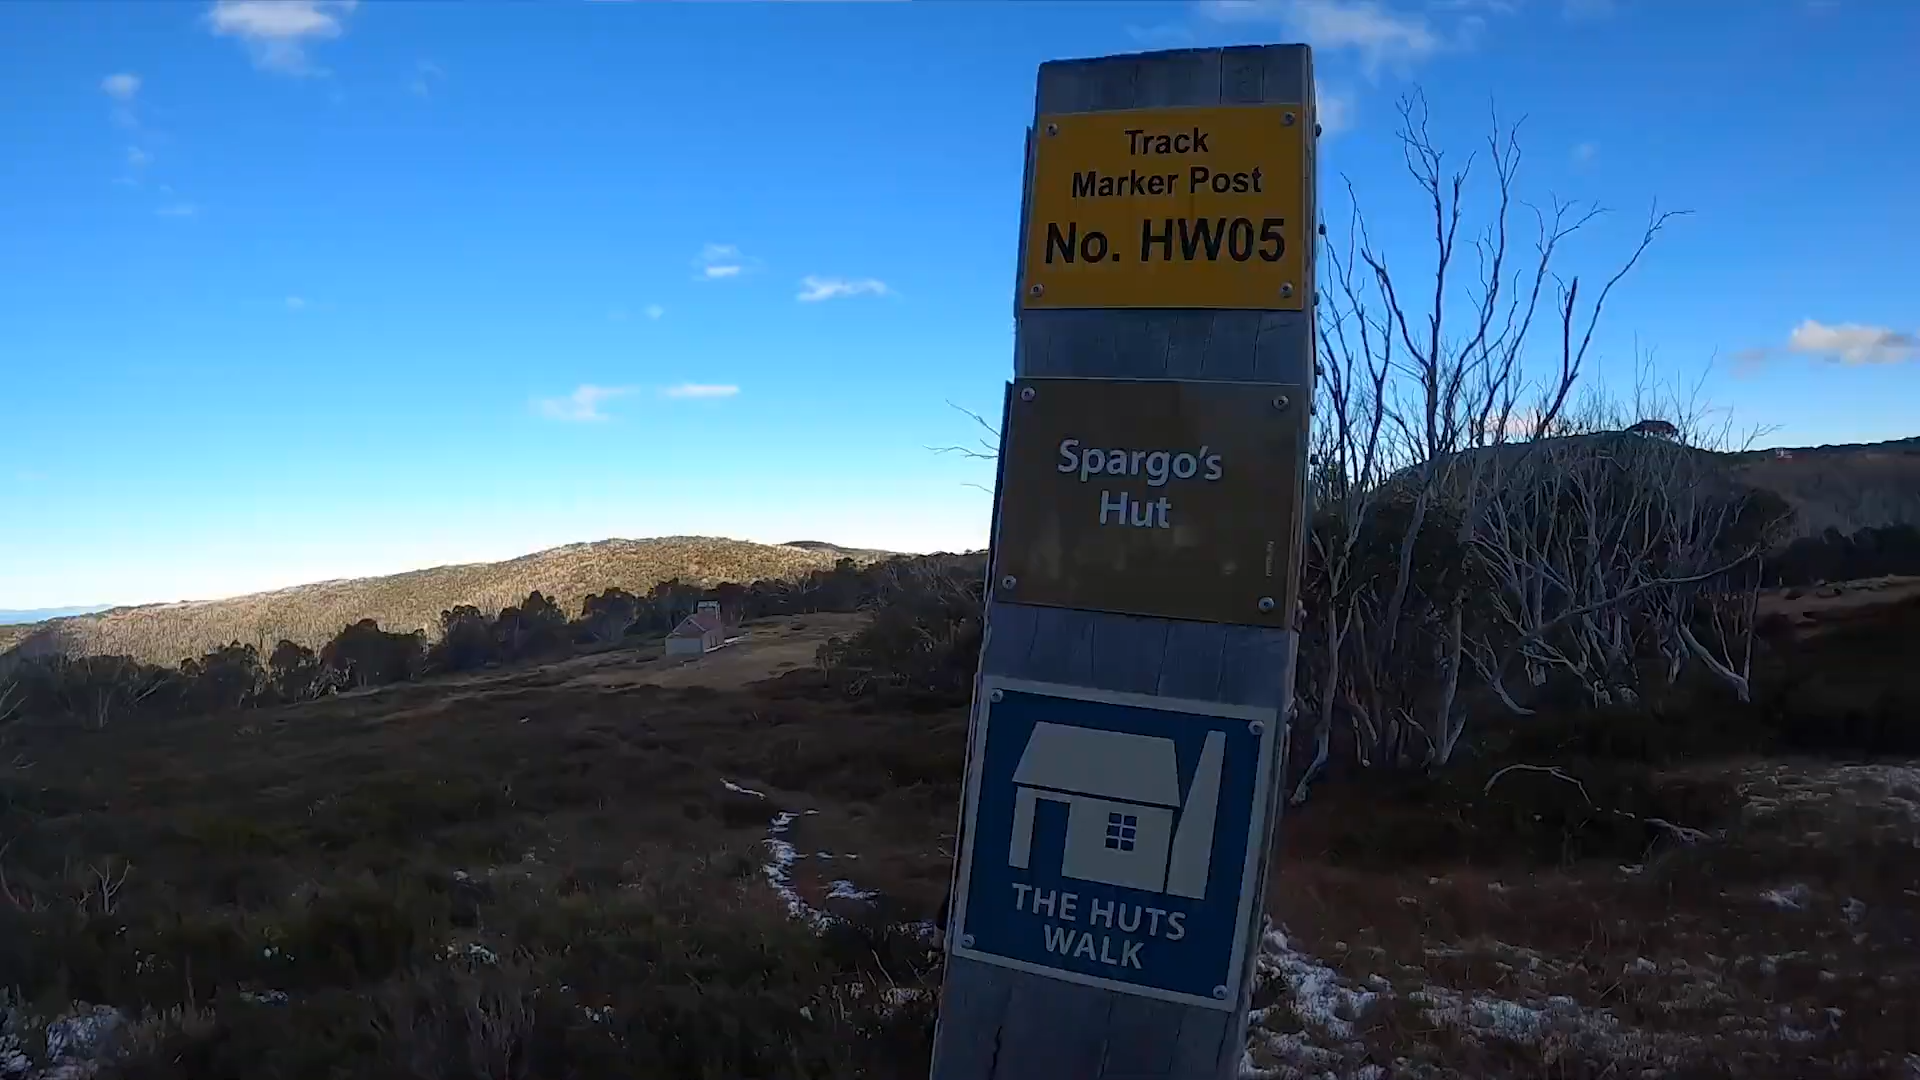 Track
Marker Post
No. HW05
Spargo's
Hut
THE HUTS
WALK